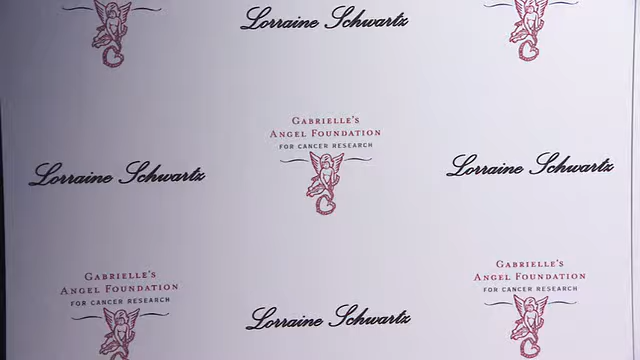 Lorraine Schwartz
GABRIELLE'S
ANGEL FOUNDATION
FOR CANCER RESEARCH
Lorraine Schwartz
Lorraine Schwartz
GABRIELLE'S
ANGEL FOUNDATION
FOR CANCER RESEARCH
Lorraine Schwartz
GABRIELLE'S
ANGEL FOUNDATION
FOR CANCER RESEARCH